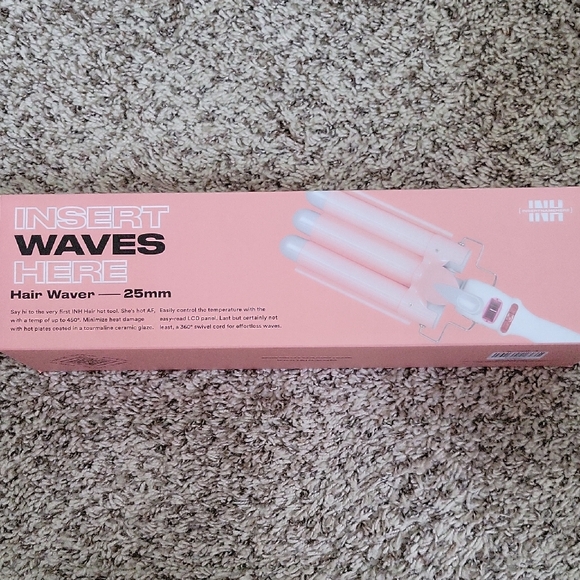 INSERT
WAVES
HERE
Hair Waver — 25mm
Say hi to the very first INH Hair hot tool. She's hot AF,
with a temp of up to 450°. Minimize heat damage
with hot plates coated in a tourmaline ceramic glaze.
Easily control the temperature with the
easy-read LCD panel. Last but certainly not
least, a 360° swivel cord for effortless waves.
INH